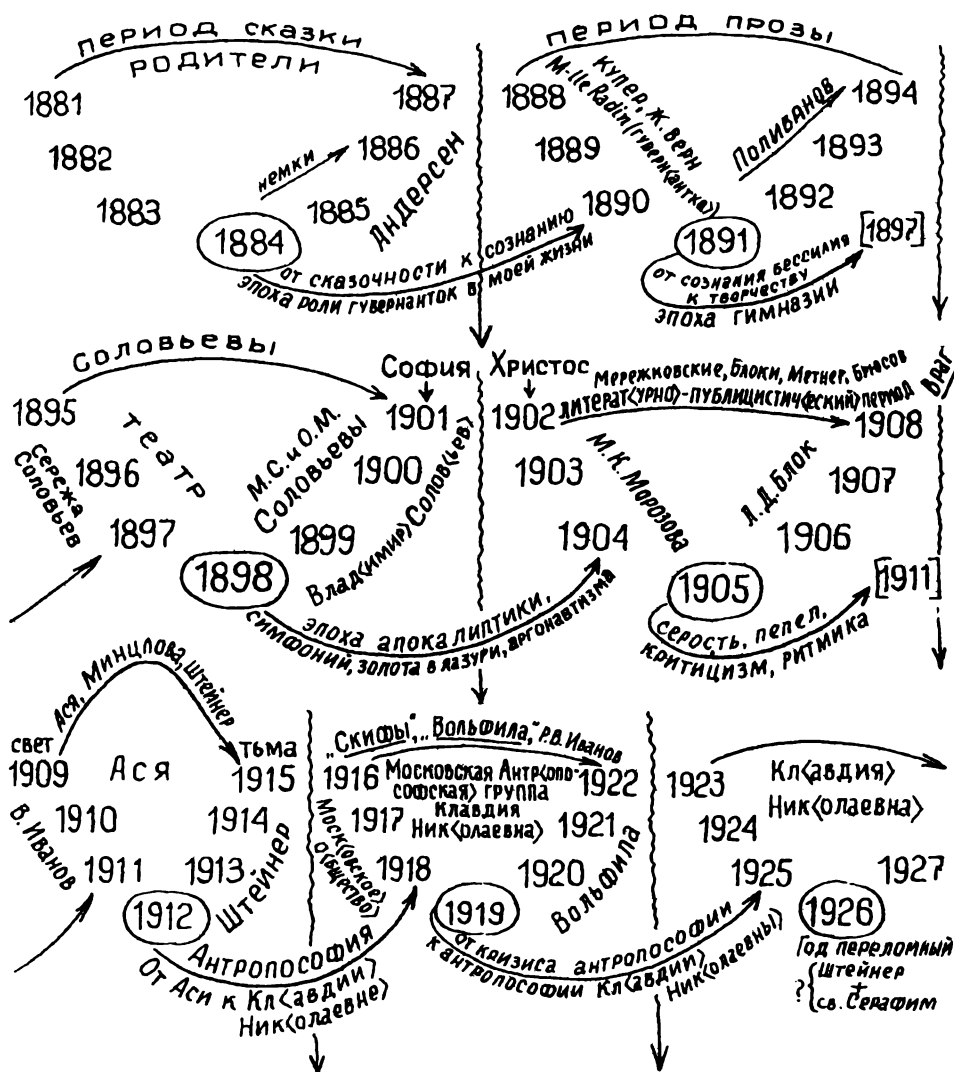 период сказки
родители
1881
1882
1883
1884
1885
1886
1887
немки
Андерсен
от сказочности к сознанию
эпоха роли гувернанток в моей жизни
период прозы
1888
1889
1890
1891
1892
1893
1894
[1897]
Купер, Ж. Верн
M-lle Radin (гуверн<антка>)
Поливанов
от сознания бессилия
к творчеству
эпоха гимназии
Соловьевы
1895
1896
1897
1898
1899
1900
1901
София
Сережа
Соловьев
театр
М.С. и О.М.
Соловьевы
Влад<имир> Солов<ьев>
эпоха апокалиптики,
симфоний, золота в лазури, аргонавтизма
Христос
1902
1903
1904
1905
1906
1907
1908
[1911]
Мережковские, Блоки, Метнер, Брюсов
литерат<урно>-публицистич<еский> период
Враг
М.К. Морозова
Л.Д. Блок
серость, пепел,
критицизм, ритмика
Ася, Минцлова, Штейнер
свет
1909
1910
1911
1912
1913
1914
1915
тьма
Ася
В. Иванов
Штейнер
Антропософия
От Аси к Кл<авдии>
Ник<олаевне>
„Скифы", „Вольфила," Р.В. Иванов
1916
1917
1918
1919
1920
1921
1922
Московская Антр<опо-
софская> группа
Клавдия
Ник<олаевна>
Моск<овское>
о<бщество>
Вольфила
от кризиса антропософии
к антропософии Кл<авдии>
Ник<олаевны>
1923
1924
1925
1926
1927
Кл<авдия>
Ник<олаевна>
Год переломный
? { Штейнер
+
св. Серафим